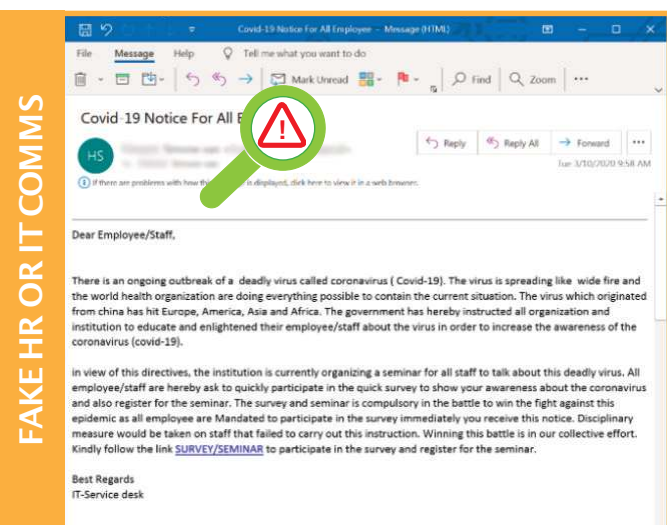 FAKE HR OR IT COMMS
Covid-19 Notice For All Employee - Message (HTML)
File Message Help Tell me what you want to do
Mark Unread Find Zoom
Covid-19 Notice For All E
HS
Reply Reply All Forward
Tue 3/10/2020 9:58 AM
If there are problems with how this is displayed, click here to view it in a web browser.
Dear Employee/Staff,
There is an ongoing outbreak of a deadly virus called coronavirus ( Covid-19). The virus is spreading like wide fire and
the world health organization are doing everything possible to contain the current situation. The virus which originated
from china has hit Europe, America, Asia and Africa. The government has hereby instructed all organization and
institution to educate and enlightened their employee/staff about the virus in order to increase the awareness of the
coronavirus (covid-19).
in view of this directives, the institution is currently organizing a seminar for all staff to talk about this deadly virus. All
employee/staff are hereby ask to quickly participate in the quick survey to show your awareness about the coronavirus
and also register for the seminar. The survey and seminar is compulsory in the battle to win the fight against this
epidemic as all employee are Mandated to participate in the survey immediately you receive this notice. Disciplinary
measure would be taken on staff that failed to carry out this instruction. Winning this battle is in our collective effort.
Kindly follow the link SURVEY/SEMINAR to participate in the survey and register for the seminar.
Best Regards
IT-Service desk